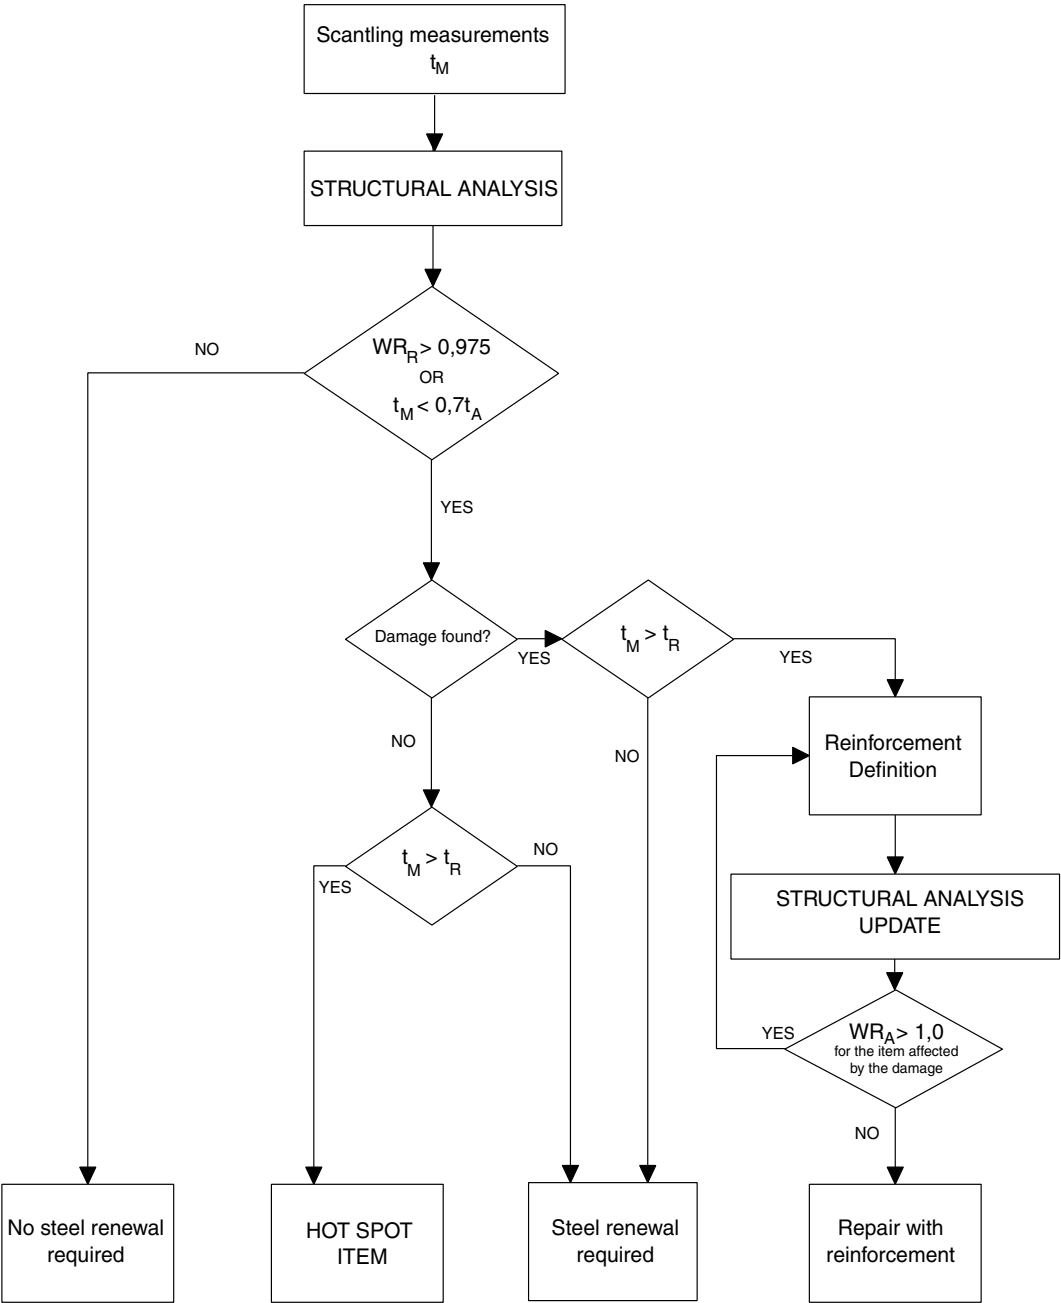 Scantling measurements
tM
STRUCTURAL ANALYSIS
WRR > 0,975
OR
tM < 0,7tA
NO
YES
Damage found?
YES
tM > tR
YES
NO
NO
Reinforcement
Definition
tM > tR
YES
NO
STRUCTURAL ANALYSIS
UPDATE
WRA > 1,0
for the item affected
by the damage
YES
NO
No steel renewal
required
HOT SPOT
ITEM
Steel renewal
required
Repair with
reinforcement